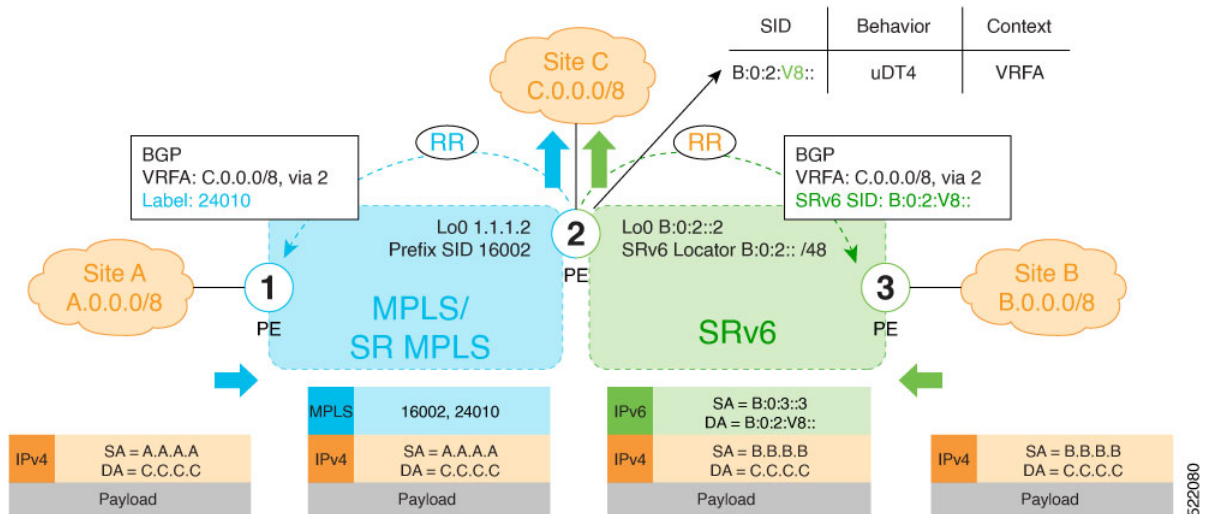 SID Behavior Context
B:0:2:V8:: uDT4 VRFA
Site C
C.0.0.0/8
RR
RR
BGP
VRFA: C.0.0.0/8, via 2
Label: 24010
BGP
VRFA: C.0.0.0/8, via 2
SRv6 SID: B:0:2:V8::
Lo0 1.1.1.2
Prefix SID 16002
2
PE
Lo0 B:0:2::2
SRv6 Locator B:0:2:: /48
Site A
A.0.0.0/8
1
PE
MPLS/
SR MPLS
SRv6
3
PE
Site B
B.0.0.0/8
MPLS 16002, 24010
IPv6 SA = B:0:3::3
DA = B:0:2:V8::
IPv4 SA = A.A.A.A
DA = C.C.C.C
Payload
IPv4 SA = A.A.A.A
DA = C.C.C.C
Payload
IPv4 SA = B.B.B.B
DA = C.C.C.C
Payload
IPv4 SA = B.B.B.B
DA = C.C.C.C
Payload
522080